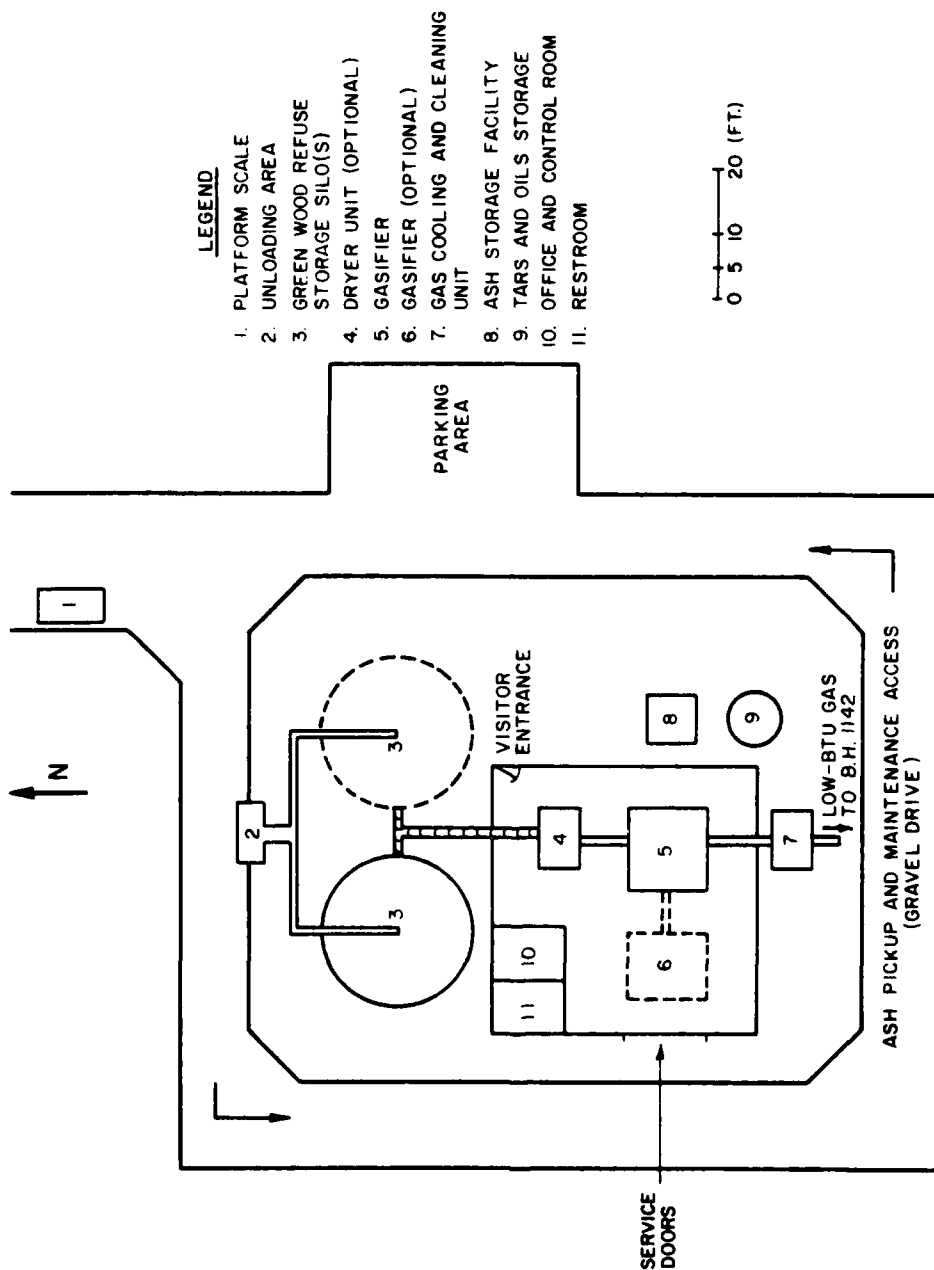 N
1
2
3
3
VISITOR
ENTRANCE
4
5
6
7
8
9
10
11
LOW-BTU GAS
TO B.H. 1142
SERVICE
DOORS
ASH PICKUP AND MAINTENANCE ACCESS
(GRAVEL DRIVE)
PARKING
AREA
LEGEND
1. PLATFORM SCALE
2. UNLOADING AREA
3. GREEN WOOD REFUSE
STORAGE SILO(S)
4. DRYER UNIT (OPTIONAL)
5. GASIFIER
6. GASIFIER (OPTIONAL)
7. GAS COOLING AND CLEANING
UNIT
8. ASH STORAGE FACILITY
9. TARS AND OILS STORAGE
10. OFFICE AND CONTROL ROOM
11. RESTROOM
0 5 10 20 (FT.)